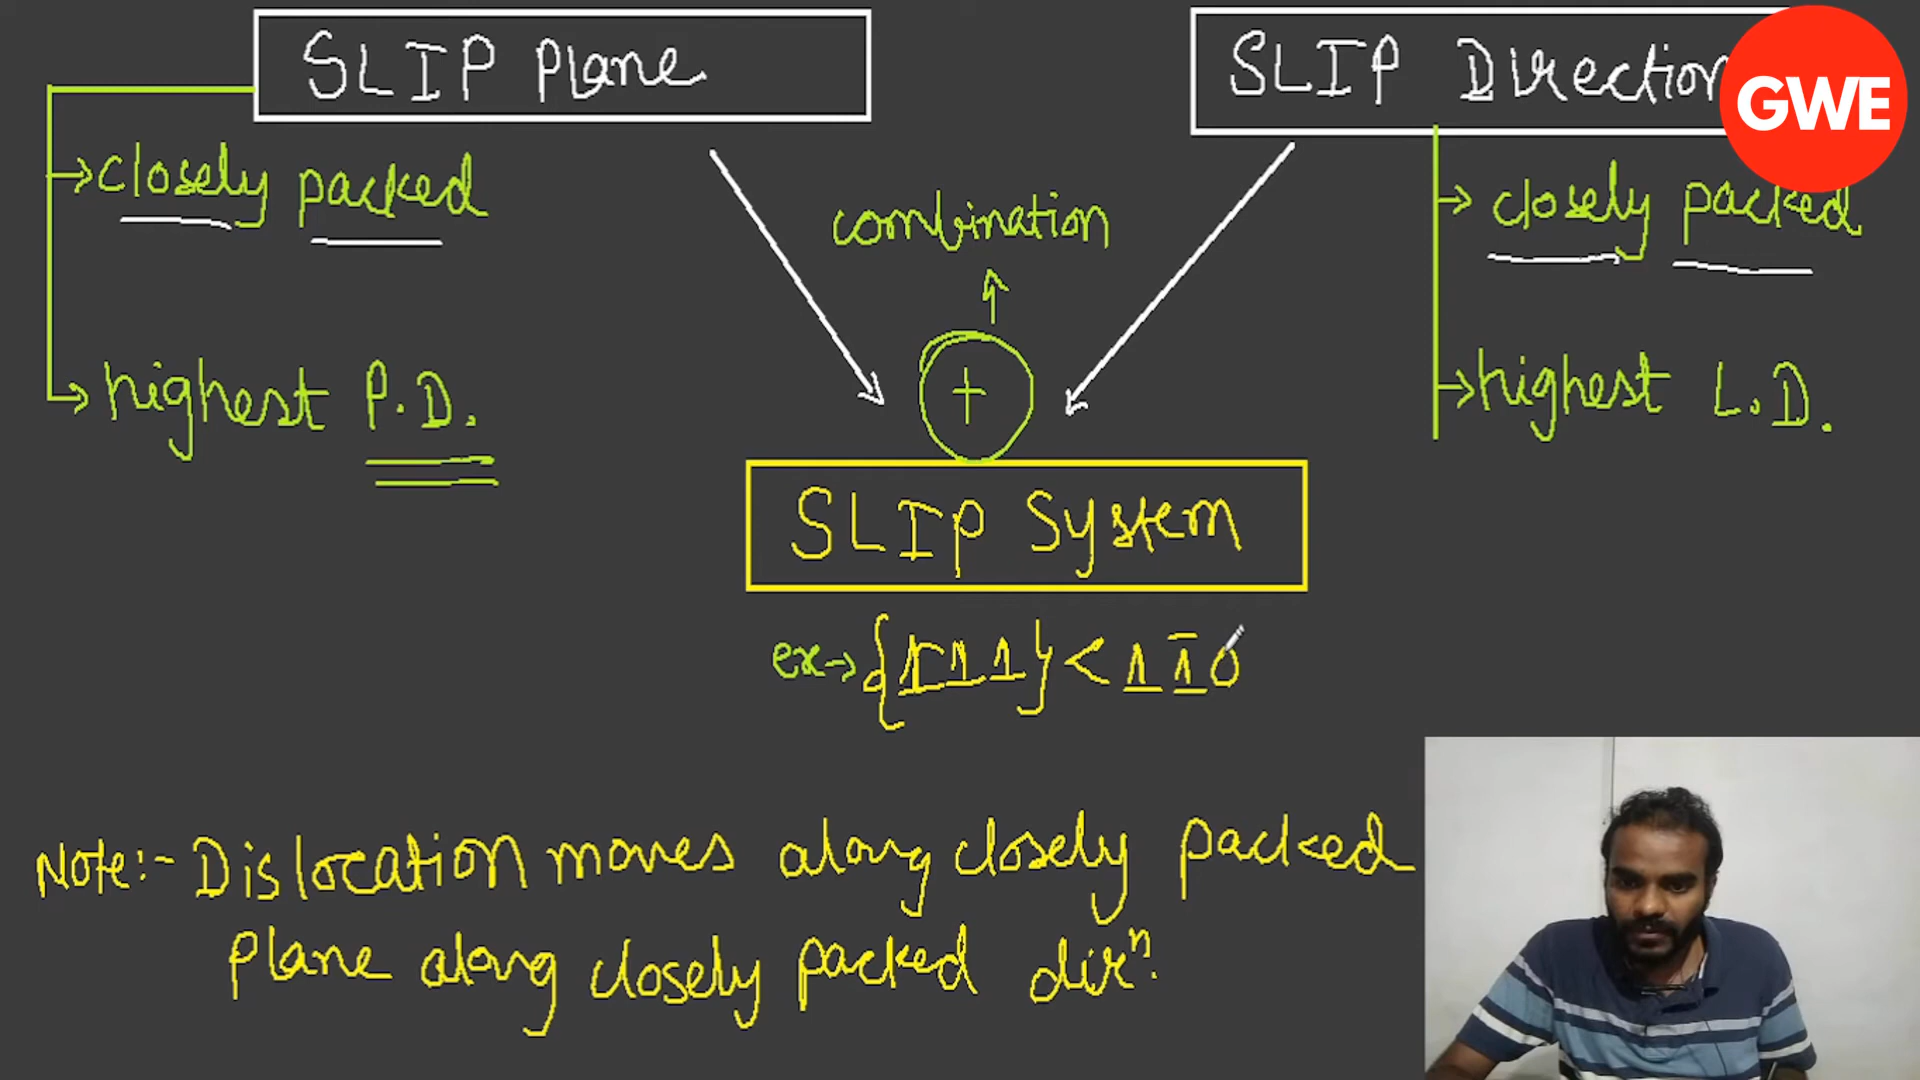 SLIP Plane
SLIP Direction
GWE
closely packed
combination
closely packed
+
highest P.D.
highest L.D.
SLIP System
ex→ {111} < 11̅0
Note:- Dislocation moves along closely packed
plane along closely packed dirⁿ.